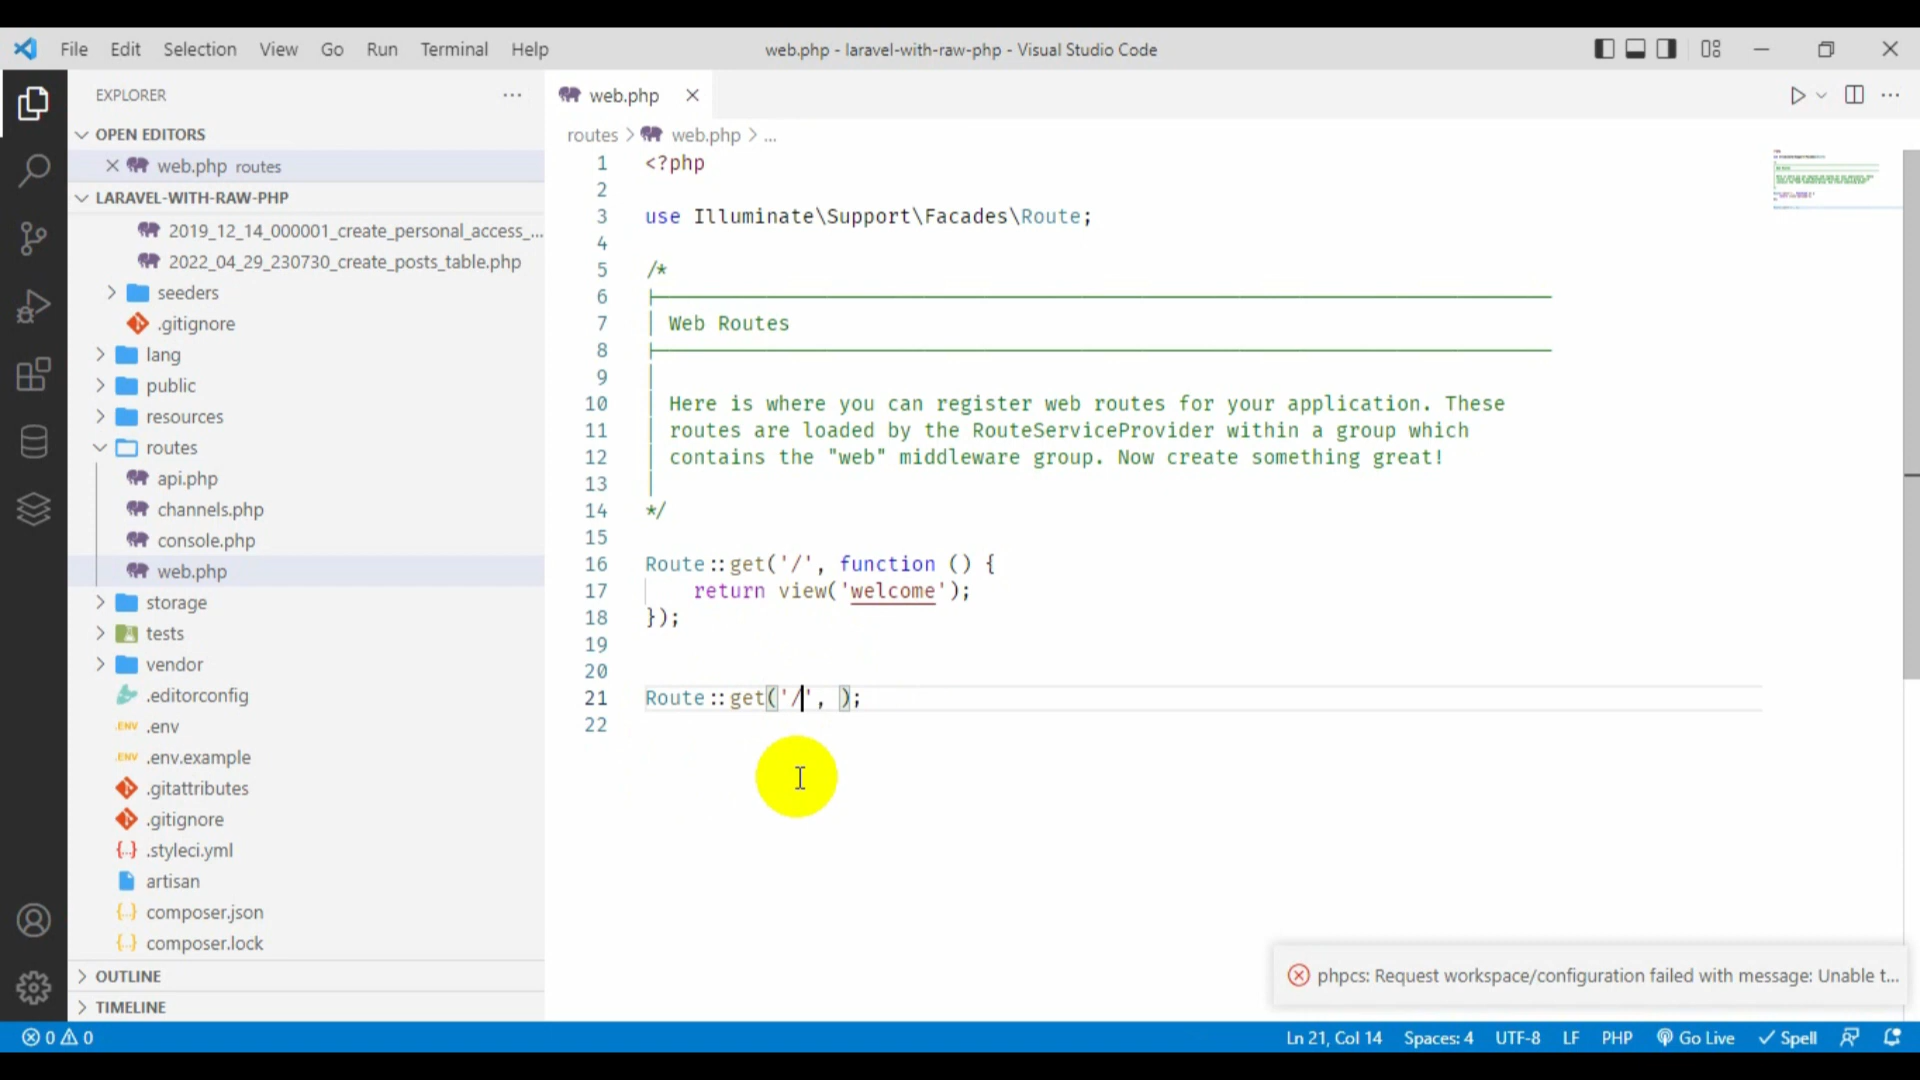 File Edit Selection View Go Run Terminal Help
web.php - laravel-with-raw-php - Visual Studio Code
EXPLORER
OPEN EDITORS
web.php routes
LARAVEL-WITH-RAW-PHP
2019_12_14_000001_create_personal_access_...
2022_04_29_230730_create_posts_table.php
seeders
.gitignore
lang
public
resources
routes
api.php
channels.php
console.php
web.php
storage
tests
vendor
.editorconfig
.ENV .env
.ENV .env.example
.gitattributes
.gitignore
{..} .styleci.yml
artisan
{..} composer.json
{..} composer.lock
OUTLINE
TIMELINE
web.php
routes > web.php > ...
1 <?php
2
3 use Illuminate\Support\Facades\Route;
4
5 /*
6 |--------------------------------------------------------------------------
7 | Web Routes
8 |--------------------------------------------------------------------------
9 |
10 | Here is where you can register web routes for your application. These
11 | routes are loaded by the RouteServiceProvider within a group which
12 | contains the "web" middleware group. Now create something great!
13 |
14 */
15
16 Route::get('/', function () {
17 return view('welcome');
18 });
19
20
21 Route::get('/', );
22
phpcs: Request workspace/configuration failed with message: Unable t...
0 0
Ln 21, Col 14 Spaces: 4 UTF-8 LF PHP Go Live Spell